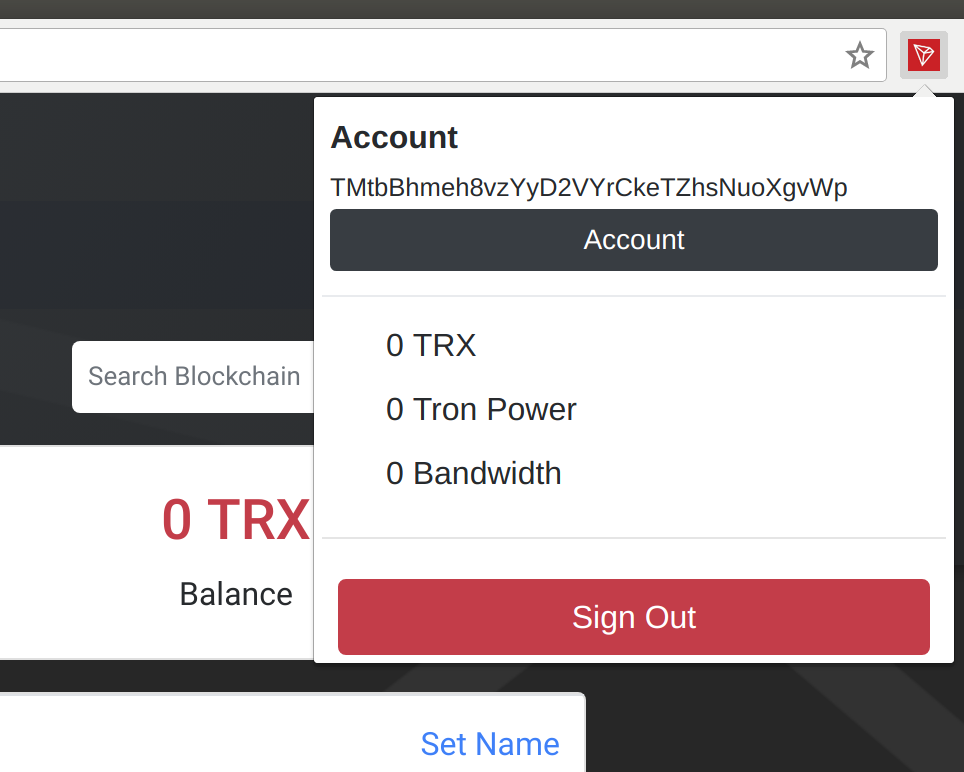 Account
TMtbBhmeh8vzYyD2VYrCkeTZhsNuoXgvWp
Account
0 TRX
0 Tron Power
0 Bandwidth
Sign Out
Search Blockchain
0 TRX
Balance
Set Name